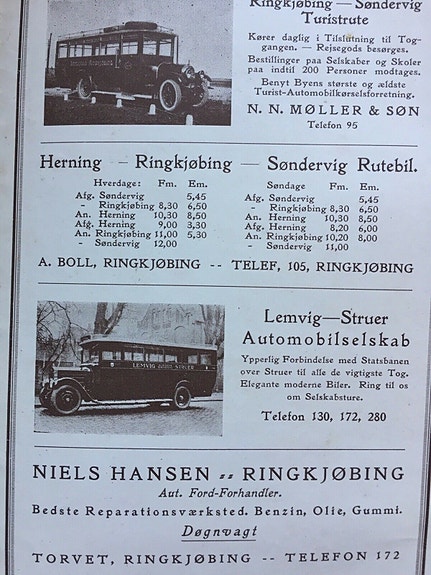 Ringkjøbing — Søndervig
Turistrute
Kører daglig i Tilslutning til Tog-
gangen. — Rejsegods besørges.
Bestillinger paa Selskaber og Skoler
paa indtil 200 Personer modtages.
Benyt Byens største og ældste
Turist-Automobilkørselsforretning.
N. N. MØLLER & SØN
Telefon 95
Herning — Ringkjøbing — Søndervig Rutebil.
Hverdage: Fm. Em.
Afg. Søndervig 5,45
- Ringkjøbing 8,30 6,50
An. Herning 10,30 8,50
Afg. Herning 9,00 3,30
An. Ringkjøbing 11,00 5,30
- Søndervig 12,00
Søndage Fm. Em.
Afg. Søndervig 5,45
- Ringkjøbing 8,30 6,50
An. Herning 10,30 8,50
Afg. Herning 8,20 6,00
An. Ringkjøbing 10,20 8,00
- Søndervig 11,00
A. BOLL, RINGKJØBING -- TELEF, 105, RINGKJØBING
LEMVIG STRUER
Lemvig—Struer
Automobilselskab
Ypperlig Forbindelse med Statsbanen
over Struer til alle de vigtigste Tog.
Elegante moderne Biler. Ring til os
om Selskabsture.
Telefon 130, 172, 280
NIELS HANSEN -- RINGKJØBING
Aut. Ford-Forhandler.
Bedste Reparationsværksted. Benzin, Olie, Gummi.
Døgnvagt
TORVET, RINGKJØBING -- TELEFON 172